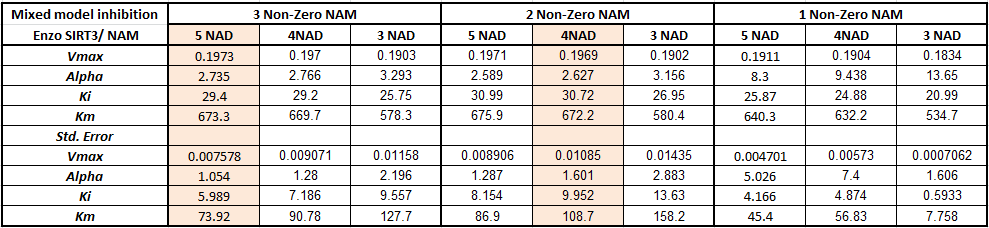 Mixed model inhibition 3 Non-Zero NAM 2 Non-Zero NAM 1 Non-Zero NAM
Enzo SIRT3/ NAM 5 NAD 4NAD 3 NAD 5 NAD 4NAD 3 NAD 5 NAD 4 NAD 3 NAD
Vmax 0.1973 0.197 0.1903 0.1971 0.1969 0.1902 0.1911 0.1904 0.1834
Alpha 2.735 2.766 3.293 2.589 2.627 3.156 8.3 9.438 13.65
Ki 29.4 29.2 25.75 30.99 30.72 26.95 25.87 24.88 20.99
Km 673.3 669.7 578.3 675.9 672.2 580.4 640.3 632.2 534.7
Std. Error
Vmax 0.007578 0.009071 0.01158 0.008906 0.01085 0.01435 0.004701 0.00573 0.0007062
Alpha 1.054 1.28 2.196 1.287 1.601 2.883 5.026 7.4 1.606
Ki 5.989 7.186 9.557 8.154 9.952 13.63 4.166 4.874 0.5933
Km 73.92 90.78 127.7 86.9 108.7 158.2 45.4 56.83 7.758